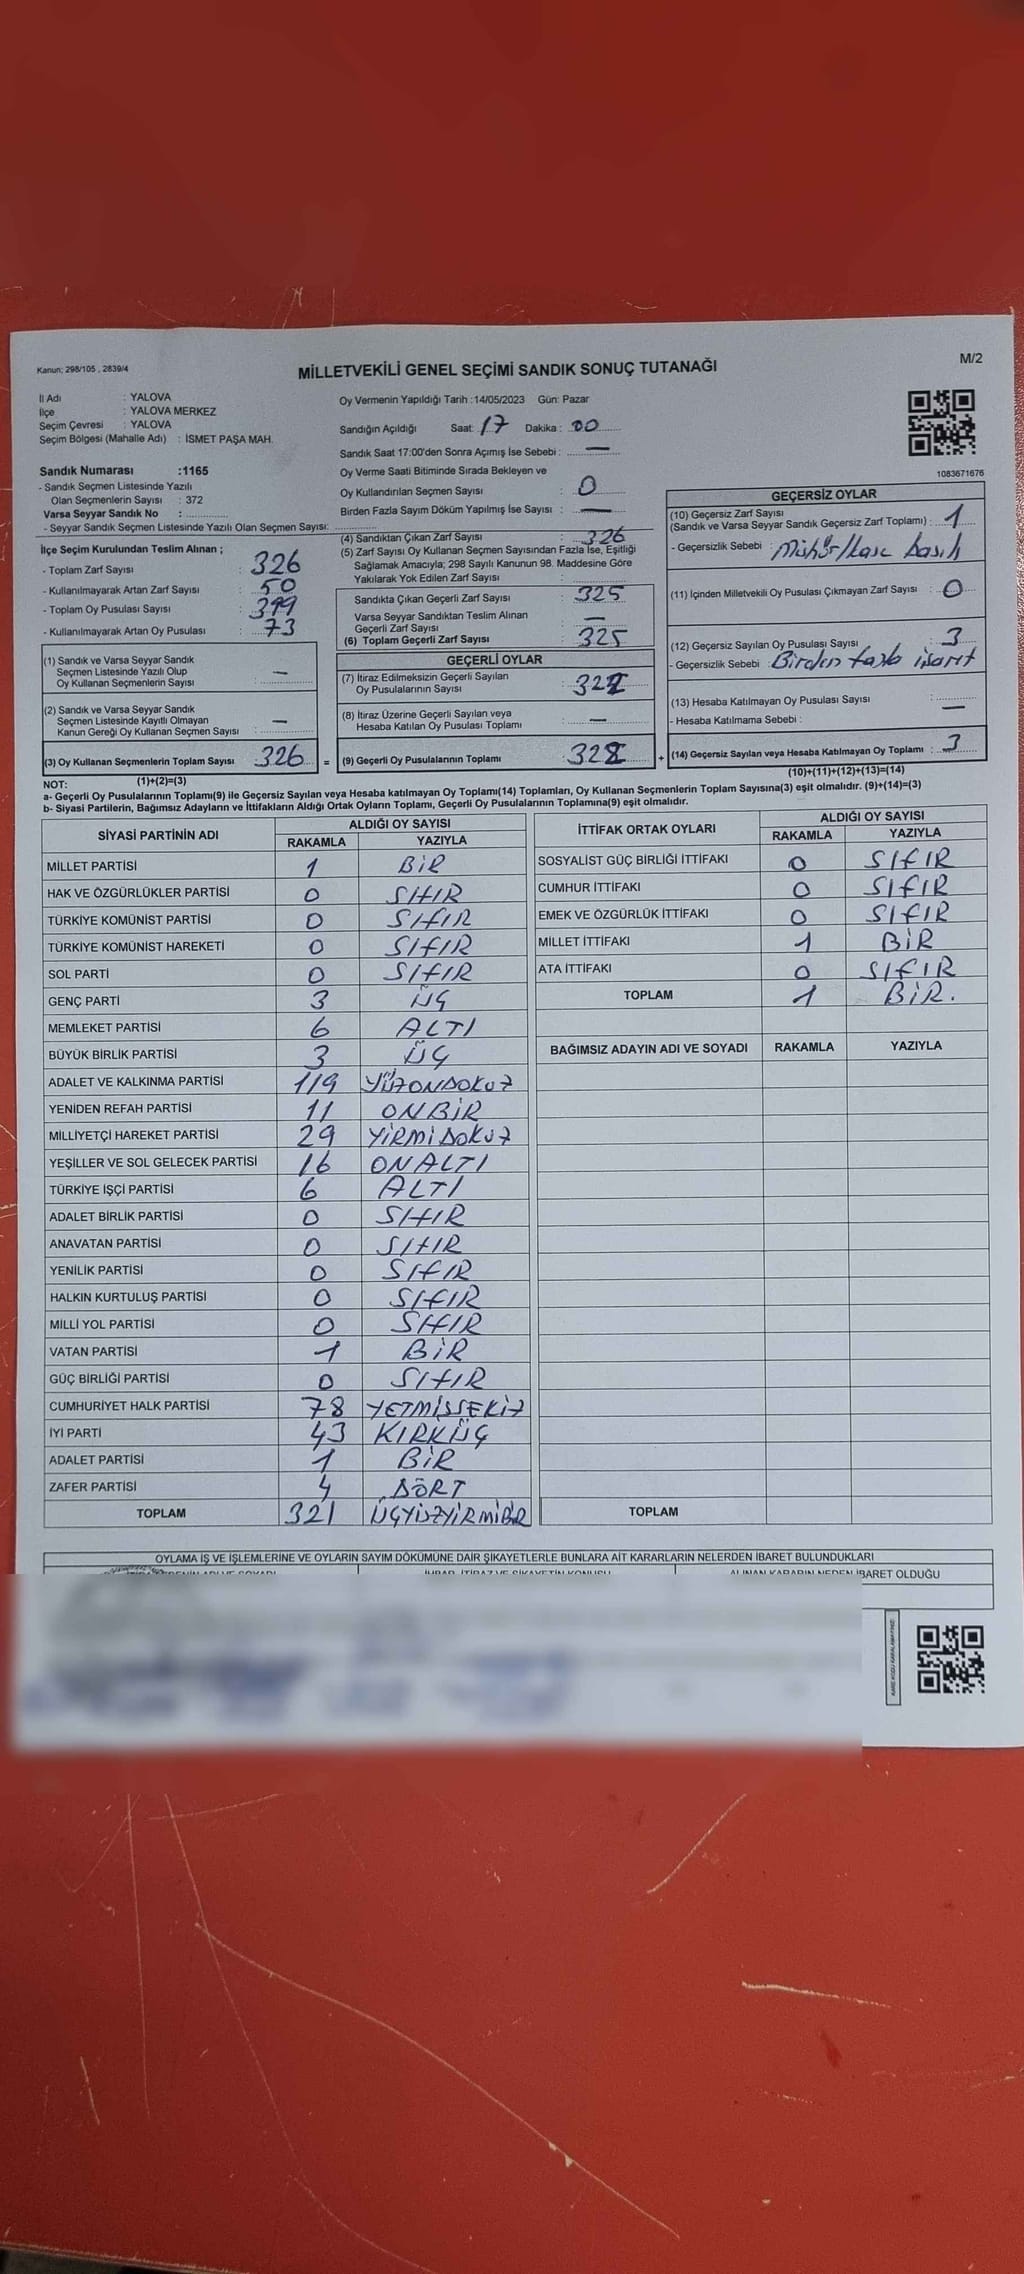 Kanun: 298/105 , 2839/4
MİLLETVEKİLİ GENEL SEÇİMİ SANDIK SONUÇ TUTANAĞI
M/2
İl Adı : YALOVA
İlçe : YALOVA MERKEZ
Seçim Çevresi : YALOVA
Seçim Bölgesi (Mahalle Adı) : İSMET PAŞA MAH.
Sandık Numarası :1165
- Sandık Seçmen Listesinde Yazılı
Olan Seçmenlerin Sayısı : 372
Varsa Seyyar Sandık No :
- Seyyar Sandık Seçmen Listesinde Yazılı Olan Seçmen Sayısı:
Oy Vermenin Yapıldığı Tarih :14/05/2023 Gün: Pazar
Sandığın Açıldığı Saat: 17 Dakika : 00
Sandık Saat 17:00'den Sonra Açımış İse Sebebi : —
Oy Verme Saati Bitiminde Sırada Bekleyen ve
Oy Kullandırılan Seçmen Sayısı : 0
Birden Fazla Sayım Döküm Yapılmış İse Sayısı : —
1083671676
İlçe Seçim Kurulundan Teslim Alınan ;
- Toplam Zarf Sayısı : 326
- Kullanılmayarak Artan Zarf Sayısı : 50
- Toplam Oy Pusulası Sayısı : 399
- Kullanılmayarak Artan Oy Pusulası : 73
(1) Sandık ve Varsa Seyyar Sandık
Seçmen Listesinde Yazılı Olup
Oy Kullanan Seçmenlerin Sayısı : —
(2) Sandık ve Varsa Seyyar Sandık
Seçmen Listesinde Kayıtlı Olmayan
Kanun Gereği Oy Kullanan Seçmen Sayısı : —
(3) Oy Kullanan Seçmenlerin Toplam Sayısı : 326 =
(4) Sandıktan Çıkan Zarf Sayısı : 326
(5) Zarf Sayısı Oy Kullanan Seçmen Sayısından Fazla İse, Eşitliği
Sağlamak Amacıyla; 298 Sayılı Kanunun 98. Maddesine Göre
Yakılarak Yok Edilen Zarf Sayısı :
Sandıkta Çıkan Geçerli Zarf Sayısı : 325
Varsa Seyyar Sandıktan Teslim Alınan
Geçerli Zarf Sayısı : —
(6) Toplam Geçerli Zarf Sayısı : 325
GEÇERLİ OYLAR
(7) İtiraz Edilmeksizin Geçerli Sayılan
Oy Pusulalarının Sayısı : 322
(8) İtiraz Üzerine Geçerli Sayılan veya
Hesaba Katılan Oy Pusulası Toplamı : —
(9) Geçerli Oy Pusulalarının Toplamı : 322 +
GEÇERSİZ OYLAR
(10) Geçersiz Zarf Sayısı
(Sandık ve Varsa Seyyar Sandık Geçersiz Zarf Toplamı) : 1
- Geçersizlik Sebebi : Mühür/kase basılı
(11) İçinden Milletvekili Oy Pusulası Çıkmayan Zarf Sayısı : 0
(12) Geçersiz Sayılan Oy Pusulası Sayısı : 3
- Geçersizlik Sebebi : Birden fazla işaret
(13) Hesaba Katılmayan Oy Pusulası Sayısı : —
- Hesaba Katılmama Sebebi :
(14) Geçersiz Sayılan veya Hesaba Katılmayan Oy Toplamı : 3
NOT: (1)+(2)=(3)
(10)+(11)+(12)+(13)=(14)
a- Geçerli Oy Pusulalarının Toplamı(9) ile Geçersiz Sayılan veya Hesaba katılmayan Oy Toplamı(14) Toplamları, Oy Kullanan Seçmenlerin Toplam Sayısına(3) eşit olmalıdır. (9)+(14)=(3)
b- Siyasi Partilerin, Bağımsız Adayların ve İttifakların Aldığı Ortak Oyların Toplamı, Geçerli Oy Pusulalarının Toplamına(9) eşit olmalıdır.
SİYASİ PARTİNİN ADI ALDIĞI OY SAYISI
RAKAMLA YAZIYLA
MİLLET PARTİSİ 1 BİR
HAK VE ÖZGÜRLÜKLER PARTİSİ 0 SIFIR
TÜRKİYE KOMÜNİST PARTİSİ 0 SIFIR
TÜRKİYE KOMÜNİST HAREKETİ 0 SIFIR
SOL PARTİ 0 SIFIR
GENÇ PARTİ 3 ÜÇ
MEMLEKET PARTİSİ 6 ALTI
BÜYÜK BİRLİK PARTİSİ 3 ÜÇ
ADALET VE KALKINMA PARTİSİ 119 YÜZONDOKUZ
YENİDEN REFAH PARTİSİ 11 ONBİR
MİLLİYETÇİ HAREKET PARTİSİ 29 YİRMİDOKUZ
YEŞİLLER VE SOL GELECEK PARTİSİ 16 ONALTI
TÜRKİYE İŞÇİ PARTİSİ 6 ALTI
ADALET BİRLİK PARTİSİ 0 SIFIR
ANAVATAN PARTİSİ 0 SIFIR
YENİLİK PARTİSİ 0 SIFIR
HALKIN KURTULUŞ PARTİSİ 0 SIFIR
MİLLİ YOL PARTİSİ 0 SIFIR
VATAN PARTİSİ 1 BİR
GÜÇ BİRLİĞİ PARTİSİ 0 SIFIR
CUMHURİYET HALK PARTİSİ 78 YETMİŞSEKİZ
İYİ PARTİ 43 KIRKÜÇ
ADALET PARTİSİ 1 BİR
ZAFER PARTİSİ 4 DÖRT
TOPLAM 321 ÜÇYÜZYİRMİBİR
İTTİFAK ORTAK OYLARI ALDIĞI OY SAYISI
RAKAMLA YAZIYLA
SOSYALİST GÜÇ BİRLİĞİ İTTİFAKI 0 SIFIR
CUMHUR İTTİFAKI 0 SIFIR
EMEK VE ÖZGÜRLÜK İTTİFAKI 0 SIFIR
MİLLET İTTİFAKI 1 BİR
ATA İTTİFAKI 0 SIFIR
TOPLAM 1 BİR.
BAĞIMSIZ ADAYIN ADI VE SOYADI RAKAMLA YAZIYLA
TOPLAM
OYLAMA İŞ VE İŞLEMLERİNE VE OYLARIN SAYIM DÖKÜMÜNE DAİR ŞİKAYETLERLE BUNLARA AİT KARARLARIN NELERDEN İBARET BULUNDUKLARI
İHBAR, İTİRAZ VE ŞİKAYETİN KONUSU ALINAN KARARIN NEDEN İBARET OLDUĞU